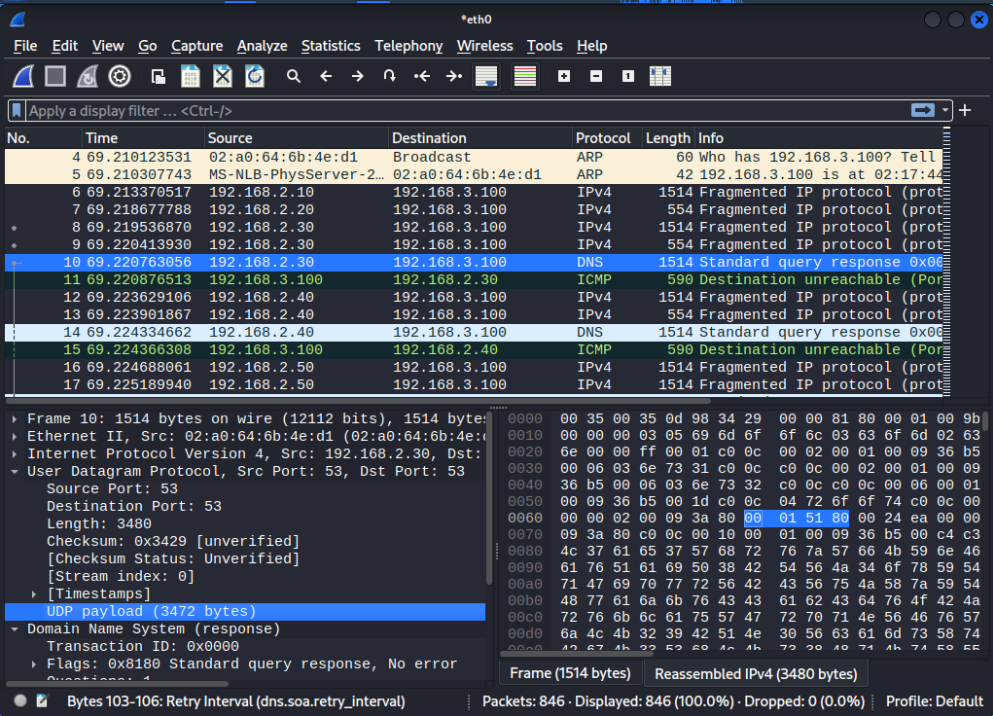 *eth0
File Edit View Go Capture Analyze Statistics Telephony Wireless Tools Help
Apply a display filter … <Ctrl-/>
No. Time Source Destination Protocol Length Info
4 69.210123531 02:a0:64:6b:4e:d1 Broadcast ARP 60 Who has 192.168.3.100? Tell
5 69.210307743 MS-NLB-PhysServer-2… 02:a0:64:6b:4e:d1 ARP 42 192.168.3.100 is at 02:17:44
6 69.213370517 192.168.2.10 192.168.3.100 IPv4 1514 Fragmented IP protocol (prot
7 69.218677788 192.168.2.20 192.168.3.100 IPv4 554 Fragmented IP protocol (prot
8 69.219536870 192.168.2.30 192.168.3.100 IPv4 1514 Fragmented IP protocol (prot
9 69.220413930 192.168.2.30 192.168.3.100 IPv4 554 Fragmented IP protocol (prot
10 69.220763056 192.168.2.30 192.168.3.100 DNS 1514 Standard query response 0x00
11 69.220876513 192.168.3.100 192.168.2.30 ICMP 590 Destination unreachable (Por
12 69.223629106 192.168.2.40 192.168.3.100 IPv4 1514 Fragmented IP protocol (prot
13 69.223901867 192.168.2.40 192.168.3.100 IPv4 554 Fragmented IP protocol (prot
14 69.224334662 192.168.2.40 192.168.3.100 DNS 1514 Standard query response 0x00
15 69.224366308 192.168.3.100 192.168.2.40 ICMP 590 Destination unreachable (Por
16 69.224688061 192.168.2.50 192.168.3.100 IPv4 1514 Fragmented IP protocol (prot
17 69.225189940 192.168.2.50 192.168.3.100 IPv4 1514 Fragmented IP protocol (prot
Frame 10: 1514 bytes on wire (12112 bits), 1514 bytes
Ethernet II, Src: 02:a0:64:6b:4e:d1 (02:a0:64:6b:4e:
Internet Protocol Version 4, Src: 192.168.2.30, Dst:
User Datagram Protocol, Src Port: 53, Dst Port: 53
Source Port: 53
Destination Port: 53
Length: 3480
Checksum: 0x3429 [unverified]
[Checksum Status: Unverified]
[Stream index: 0]
[Timestamps]
UDP payload (3472 bytes)
Domain Name System (response)
Transaction ID: 0x0000
Flags: 0x8180 Standard query response, No error
Questions: 1
0000 00 35 00 35 0d 98 34 29 00 00 81 80 00 01 00 9b
0010 00 00 00 03 05 69 6d 6f 6f 6c 03 63 6f 6d 02 63
0020 6e 00 00 ff 00 01 c0 0c 00 02 00 01 00 09 36 b5
0030 00 06 03 6e 73 31 c0 0c c0 0c 00 02 00 01 00 09
0040 36 b5 00 06 03 6e 73 32 c0 0c c0 0c 00 06 00 01
0050 00 09 36 b5 00 1d c0 0c 04 72 6f 6f 74 c0 0c 00
0060 00 00 02 00 09 3a 80 00 01 51 80 00 24 ea 00 00
0070 09 3a 80 c0 0c 00 10 00 01 00 09 36 b5 00 c4 c3
0080 4c 37 61 65 37 57 68 72 76 7a 57 66 4b 59 6e 46
0090 61 76 51 61 69 50 38 42 54 56 4a 34 6f 78 59 54
00a0 71 47 69 70 77 72 56 42 43 56 75 4a 58 7a 59 54
00b0 48 77 61 6a 6b 76 43 43 61 62 43 64 76 4f 42 4a
00c0 72 76 6b 6c 61 75 57 47 72 70 71 4e 56 46 76 57
00d0 6a 4c 4b 32 39 42 51 4e 30 56 63 61 6d 73 58 74
Frame (1514 bytes) Reassembled IPv4 (3480 bytes)
Bytes 103-106: Retry Interval (dns.soa.retry_interval) Packets: 846 · Displayed: 846 (100.0%) · Dropped: 0 (0.0%) Profile: Default